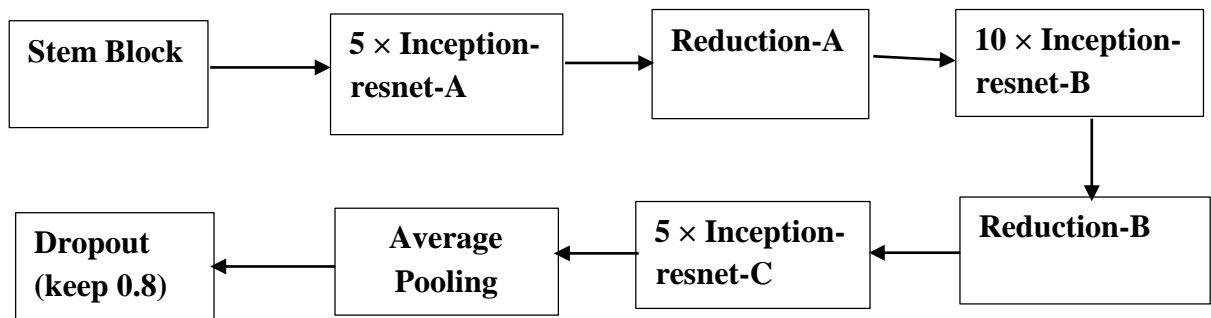 Stem Block
5 × Inception-
resnet-A
Reduction-A
10 × Inception-
resnet-B
Reduction-B
5 × Inception-
resnet-C
Average
Pooling
Dropout
(keep 0.8)